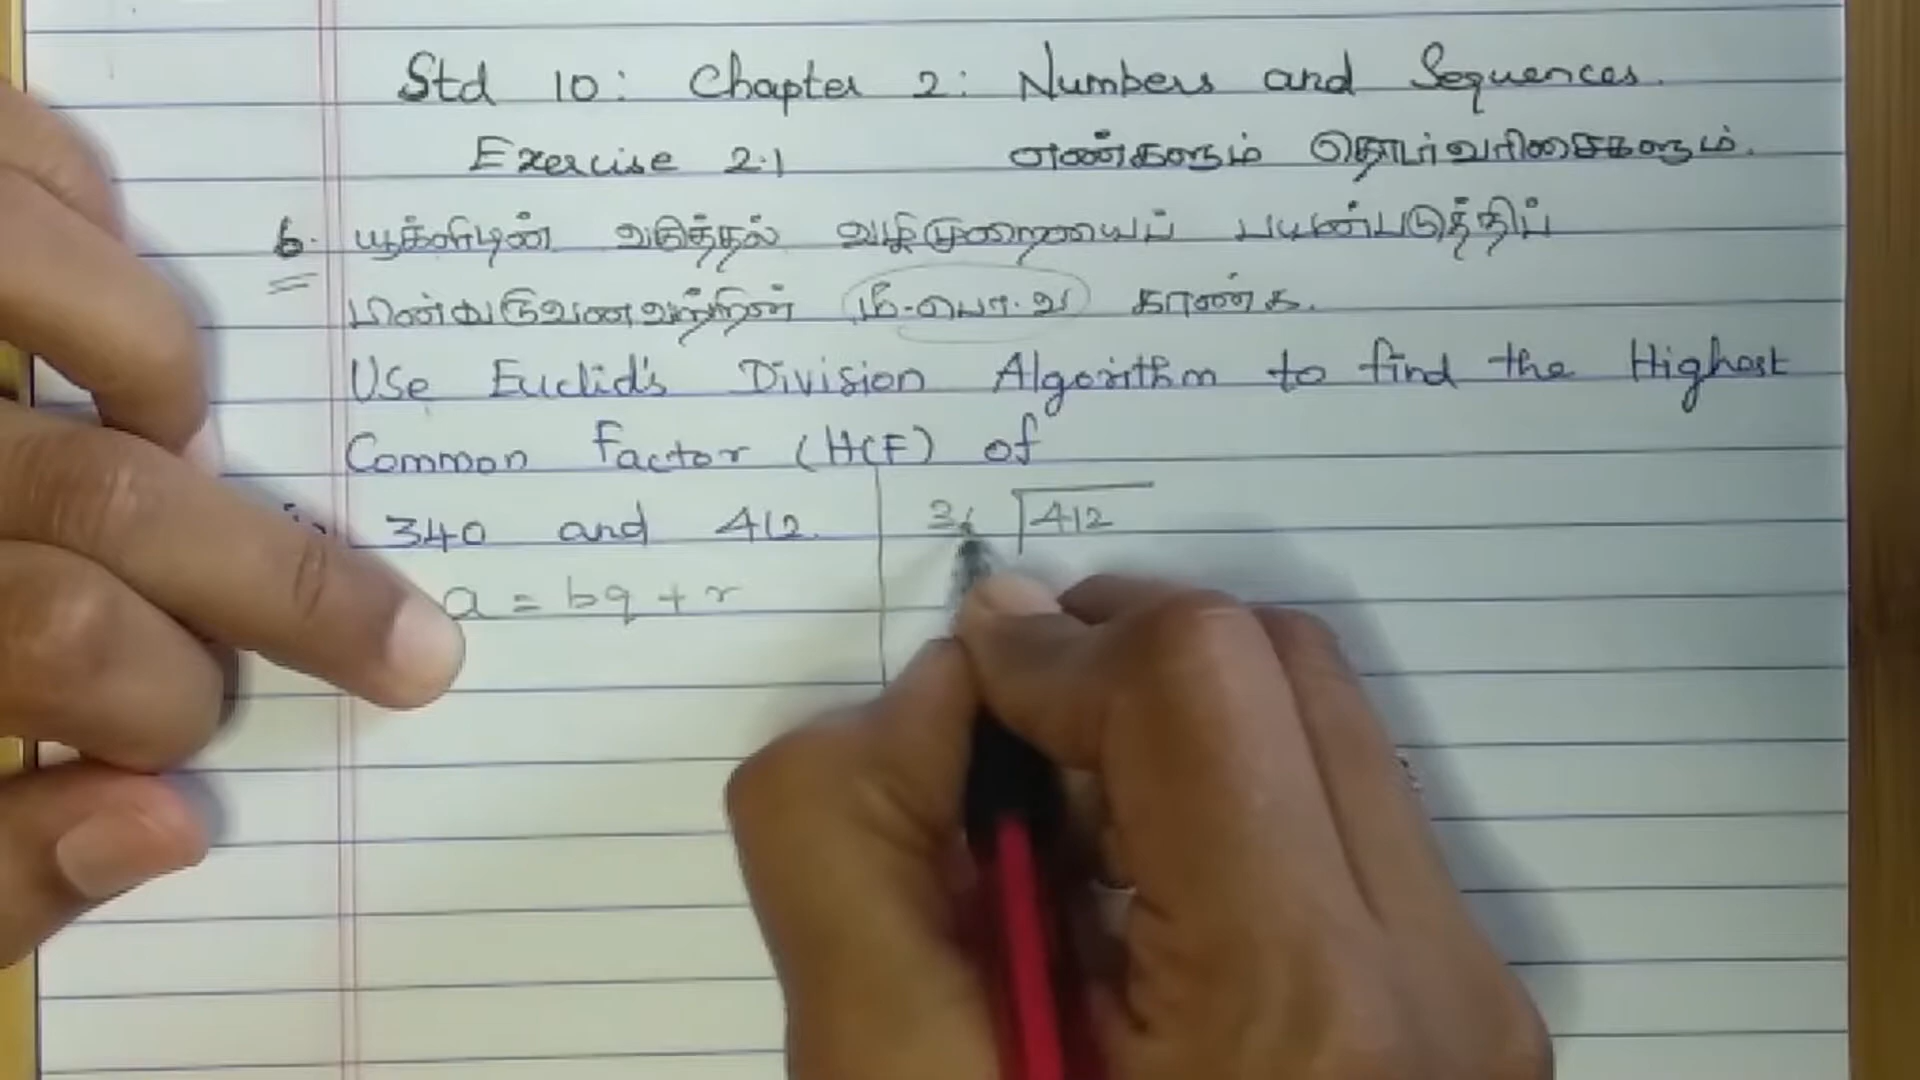 Std 10: Chapter 2: Numbers and Sequences.
Exercise 2.1 எண்களும் தொடர்வரிசைகளும்.
6. யூக்ளிடின் வகுத்தல் வழிமுறையைப் பயன்படுத்திப்
பின்வருவனவற்றின் மீ.பொ.வ காண்க.
Use Euclid's Division Algorithm to find the Highest
Common Factor (HCF) of
340 and 412.
412
a = bq + r